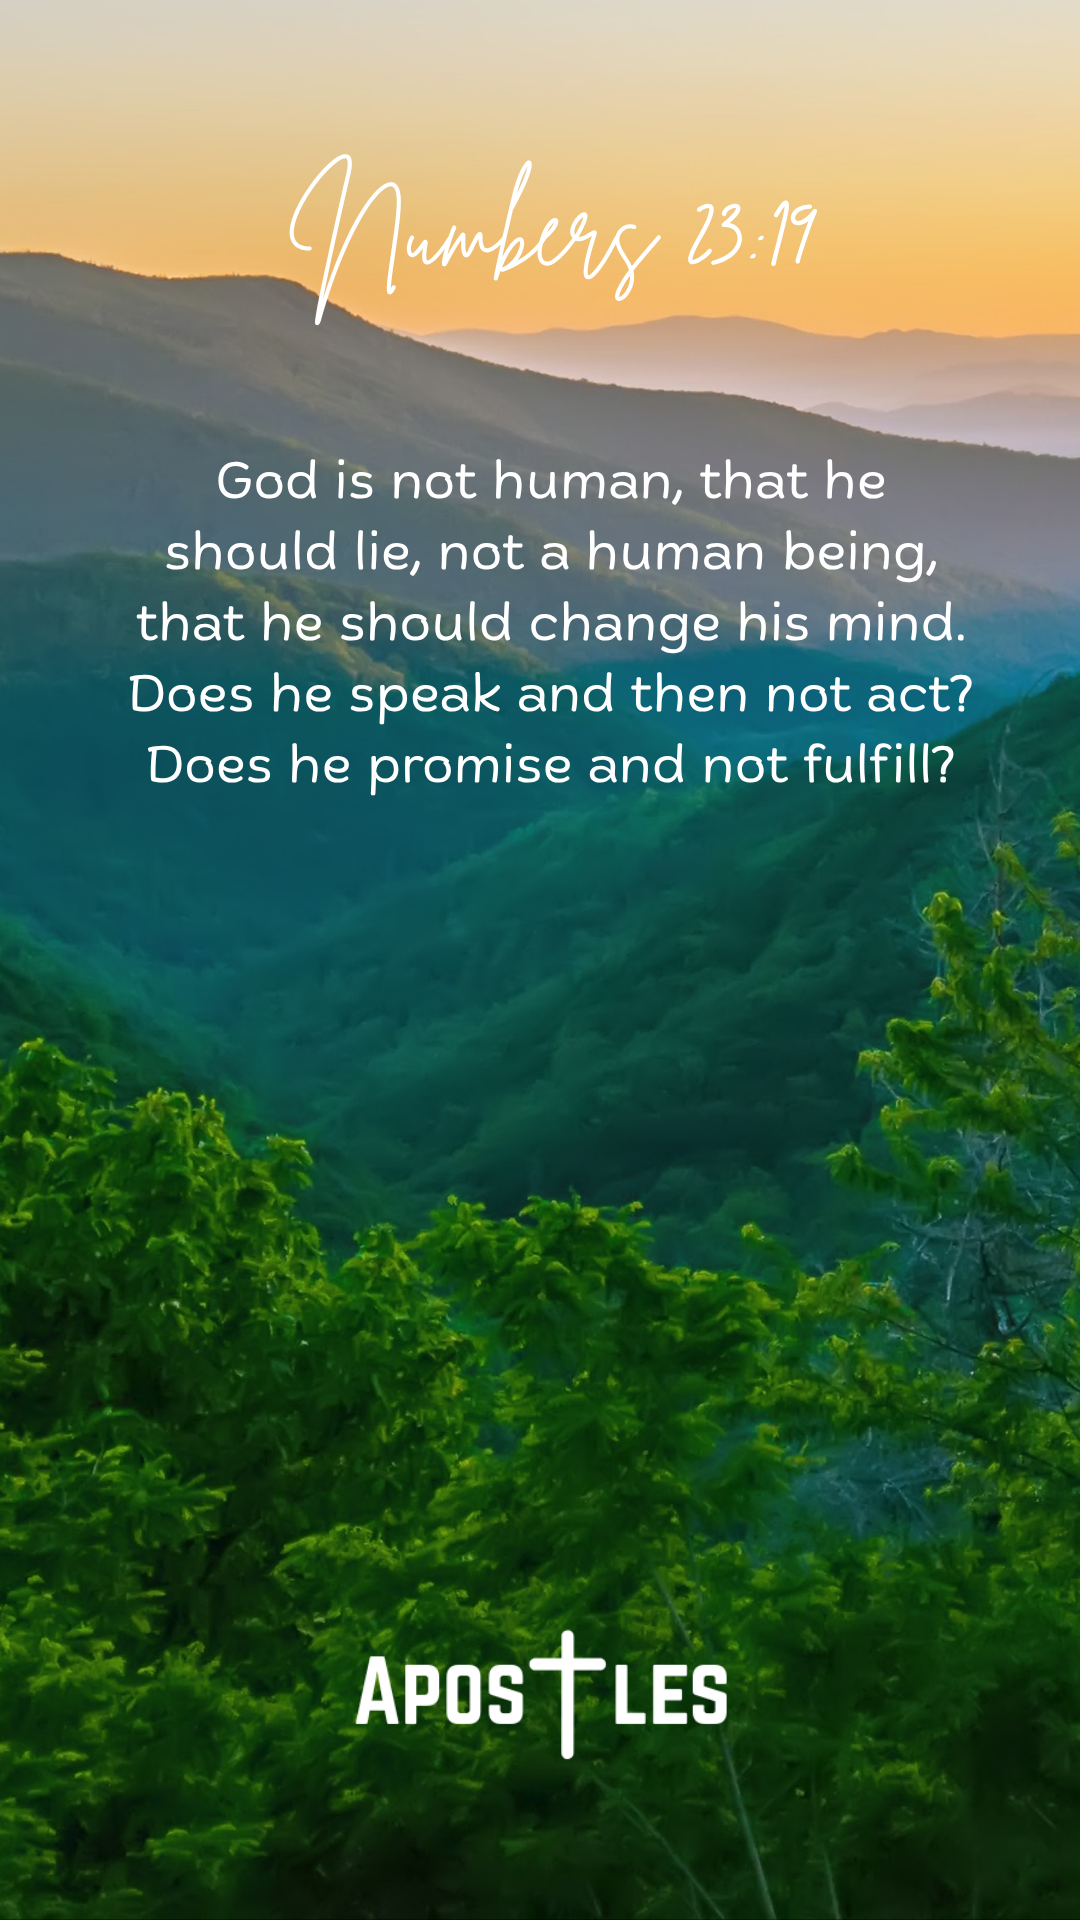 Numbers 23:19
God is not human, that he
should lie, not a human being,
that he should change his mind.
Does he speak and then not act?
Does he promise and not fulfill?
APOSTLES